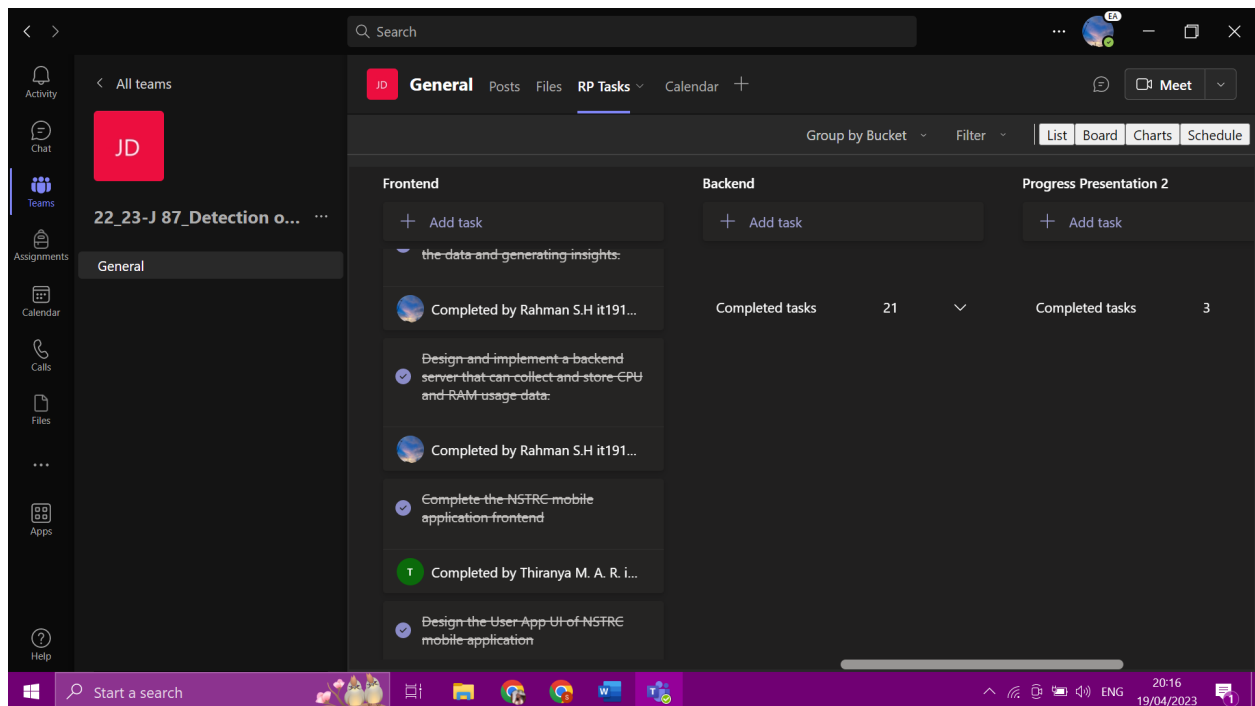 EA
Search
Activity
Chat
Teams
Assignments
Calendar
Calls
Files
Apps
Help
All teams
JD
22_23-J 87_Detection o...
General
JD General Posts Files RP Tasks Calendar
Meet
Group by Bucket Filter List Board Charts Schedule
Frontend
Add task
the data and generating insights.
Completed by Rahman S.H it191...
Design and implement a backend
server that can collect and store CPU
and RAM usage data.
Completed by Rahman S.H it191...
Complete the NSTRC mobile
application frontend
T Completed by Thiranya M. A. R. i...
Design the User App UI of NSTRC
mobile application
Backend
Add task
Completed tasks 21
Progress Presentation 2
Add task
Completed tasks 3
Start a search
ENG
20:16
19/04/2023
1